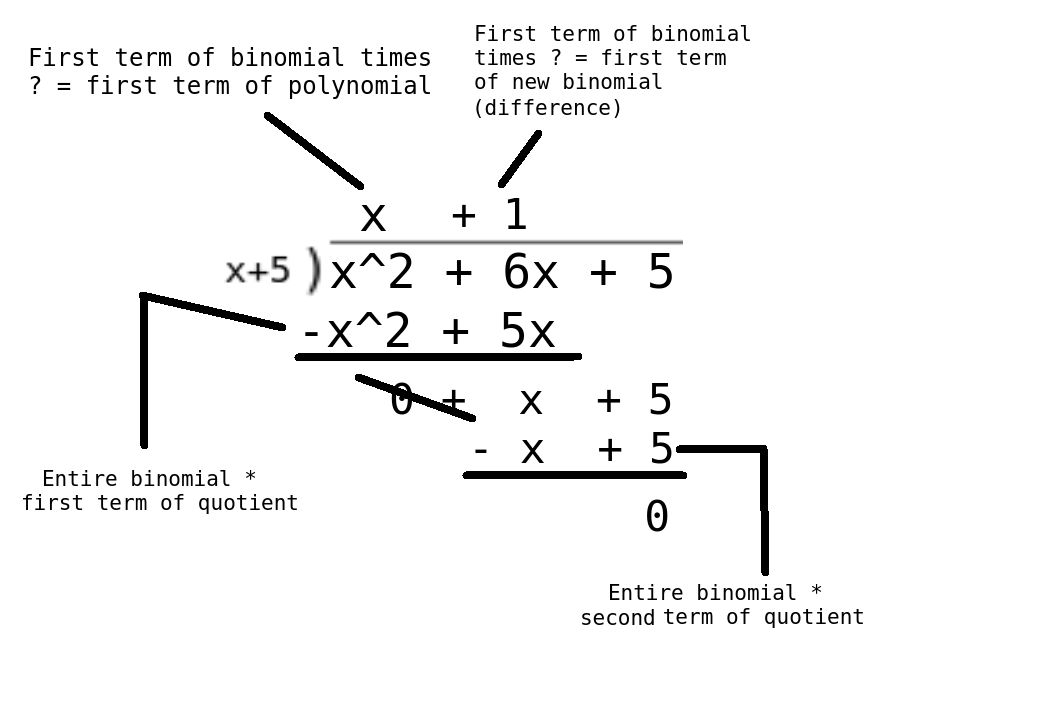 First term of binomial times
? = first term of polynomial
First term of binomial
times ? = first term
of new binomial
(difference)
x + 1
x+5 ) x^2 + 6x + 5
-x^2 + 5x
0 + x + 5
- x + 5
0
Entire binomial *
first term of quotient
Entire binomial *
second term of quotient